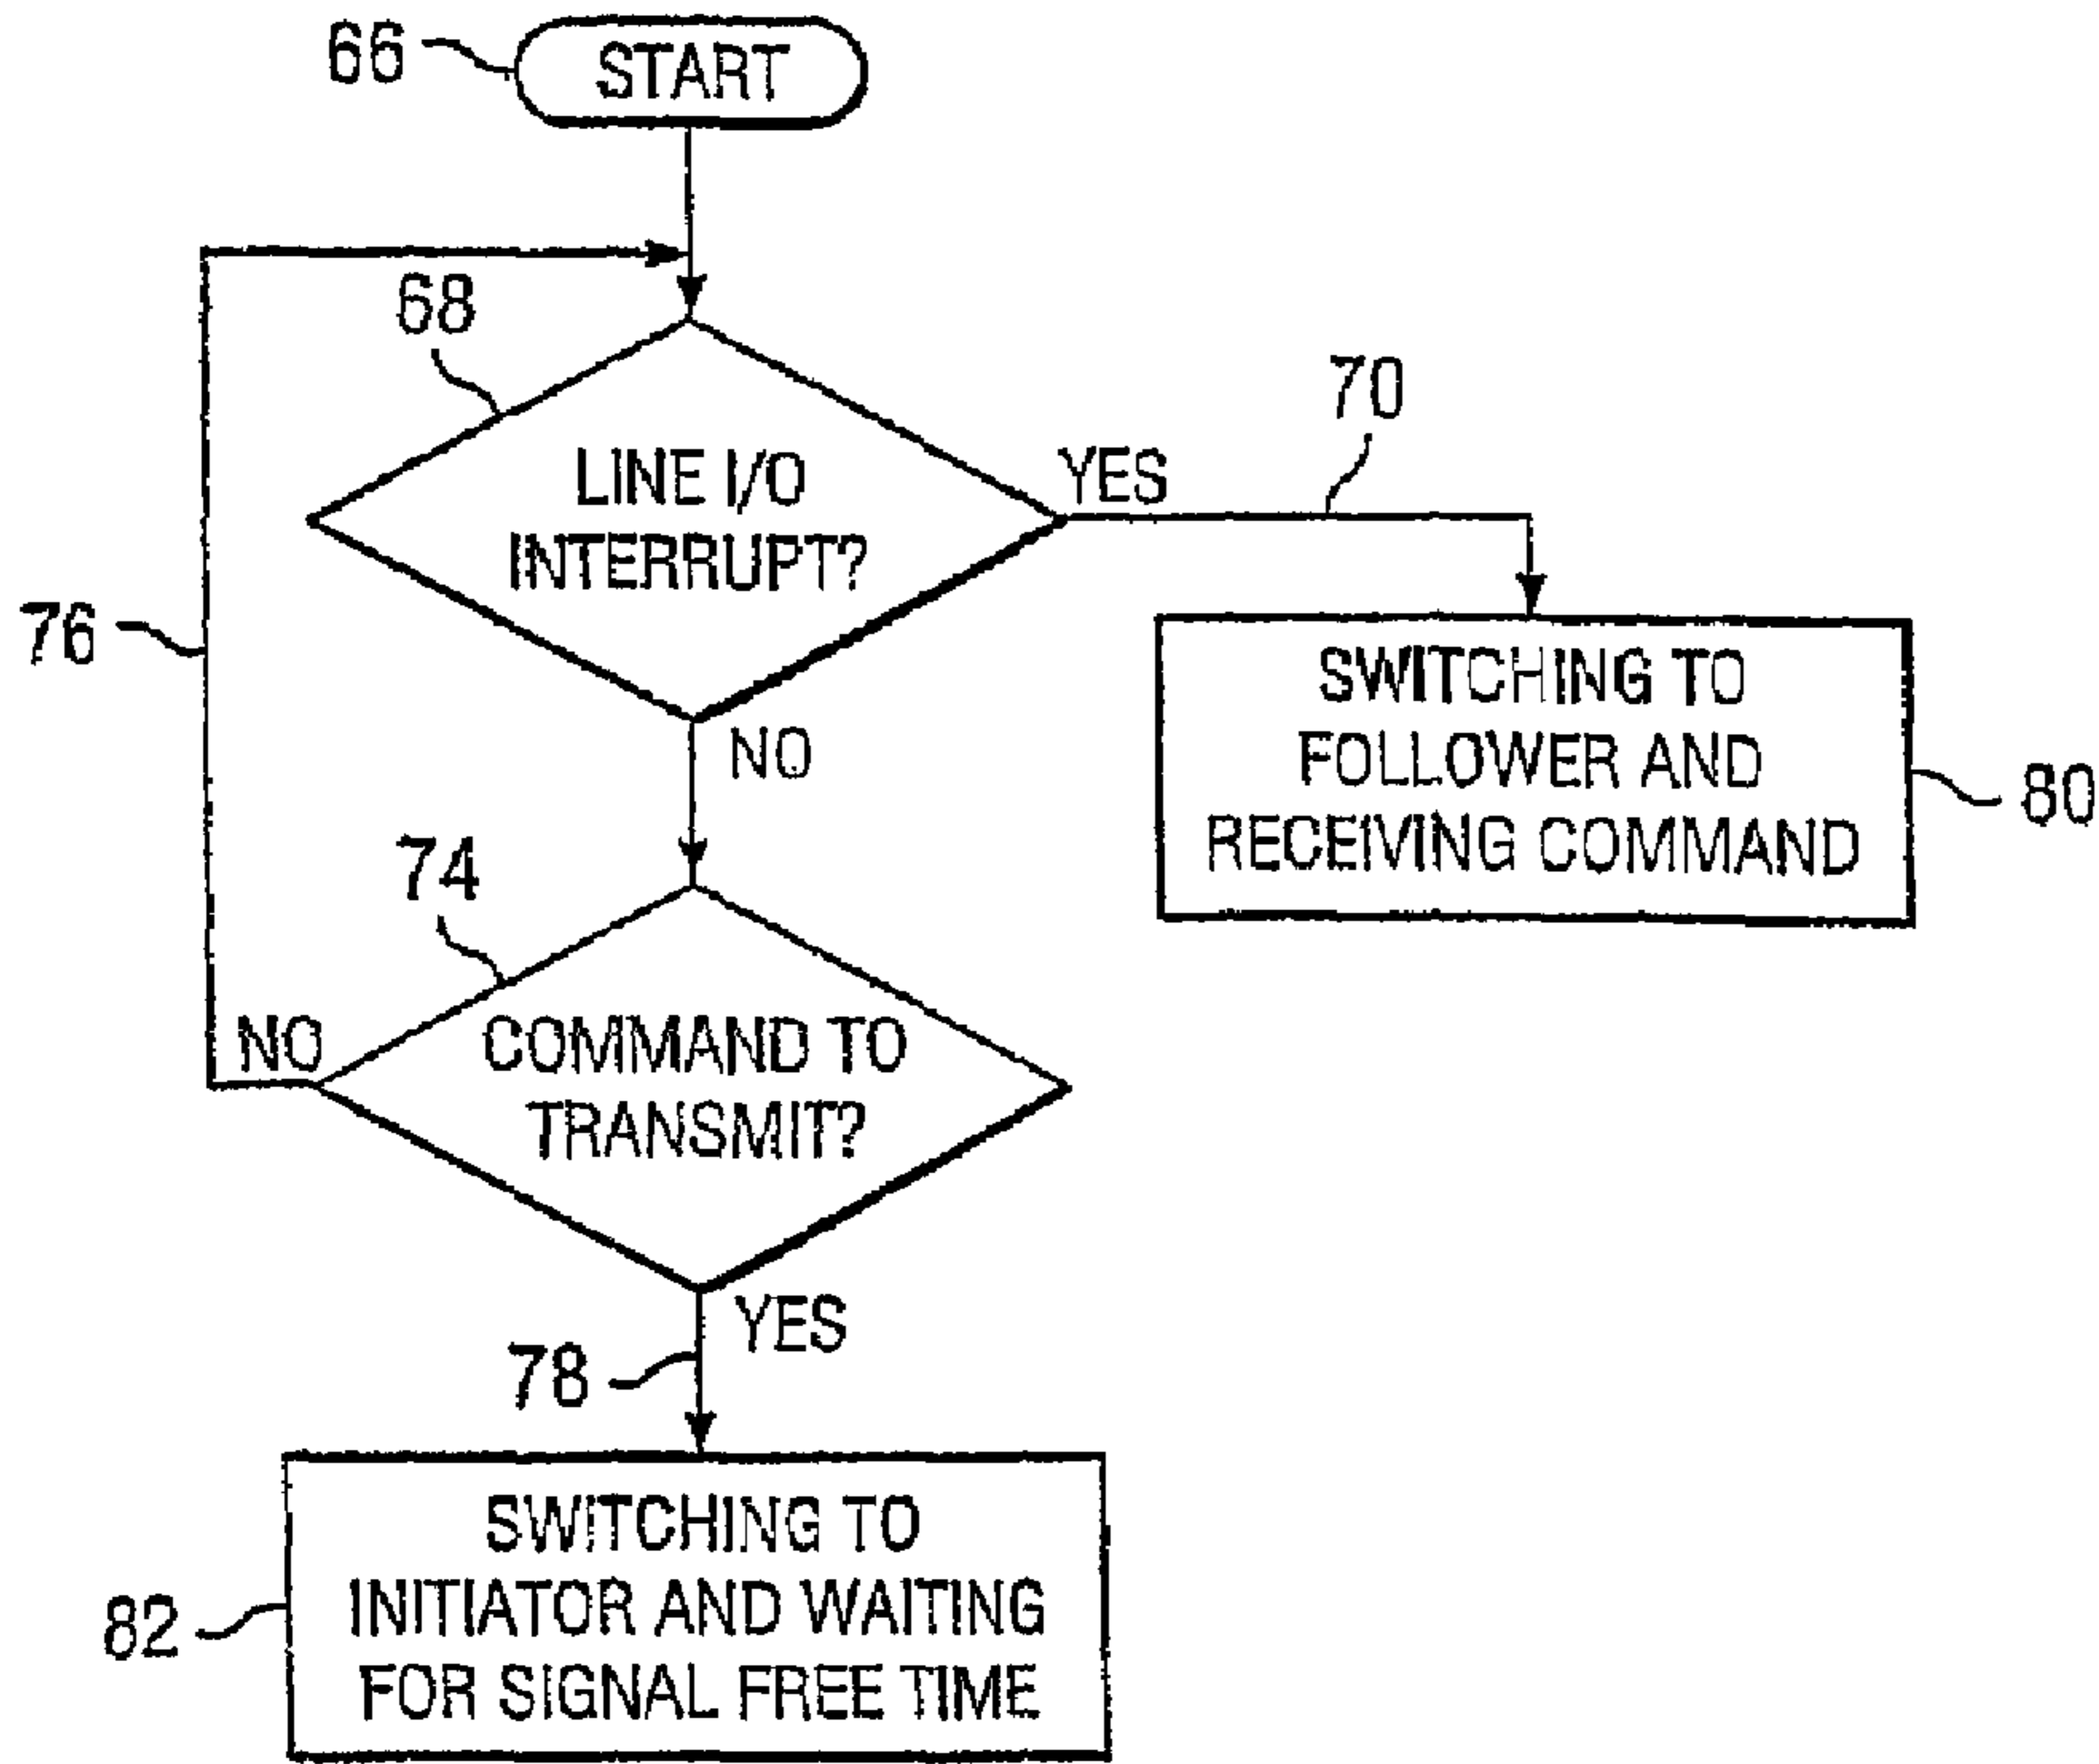 66
START
68
LINE I/O
INTERRUPT?
YES
70
76
NO
SWITCHING TO
FOLLOWER AND
RECEIVING COMMAND
80
74
NO
COMMAND TO
TRANSMIT?
YES
78
SWITCHING TO
INITIATOR AND WAITING
FOR SIGNAL FREE TIME
82